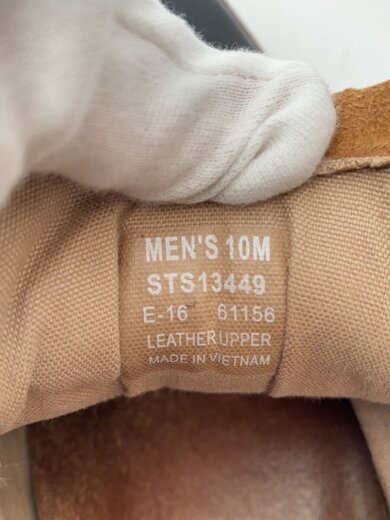 MEN'S 10M
STS13449
E-16 61156
LEATHER UPPER
MADE IN VIETNAM